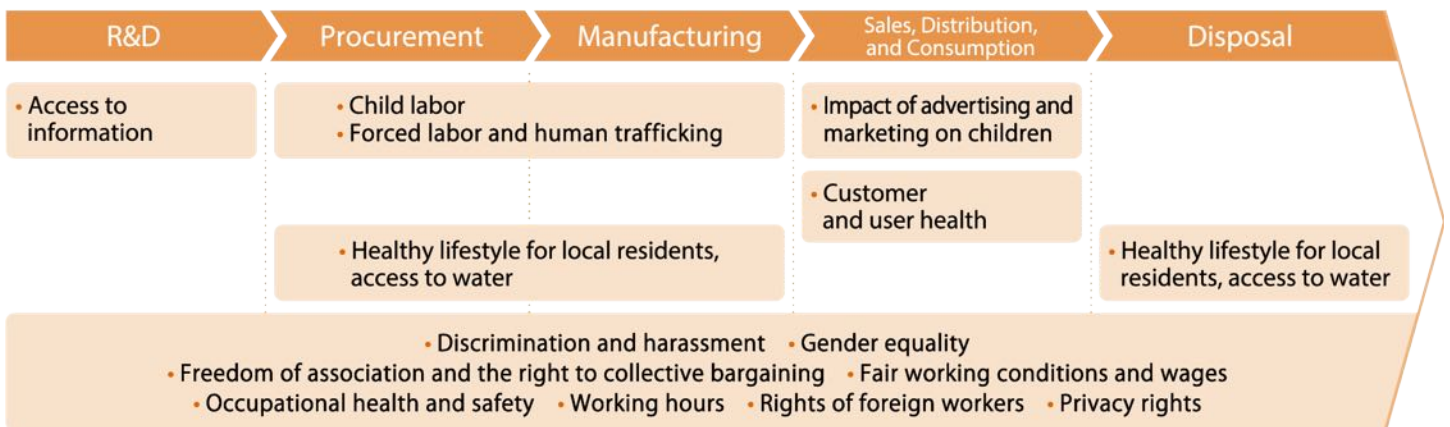 R&D
Procurement
Manufacturing
Sales, Distribution,
and Consumption
Disposal
• Access to
information
• Child labor
• Forced labor and human trafficking
• Impact of advertising and
marketing on children
• Customer
and user health
• Healthy lifestyle for local residents,
access to water
• Healthy lifestyle for local
residents, access to water
• Discrimination and harassment • Gender equality
• Freedom of association and the right to collective bargaining • Fair working conditions and wages
• Occupational health and safety • Working hours • Rights of foreign workers • Privacy rights